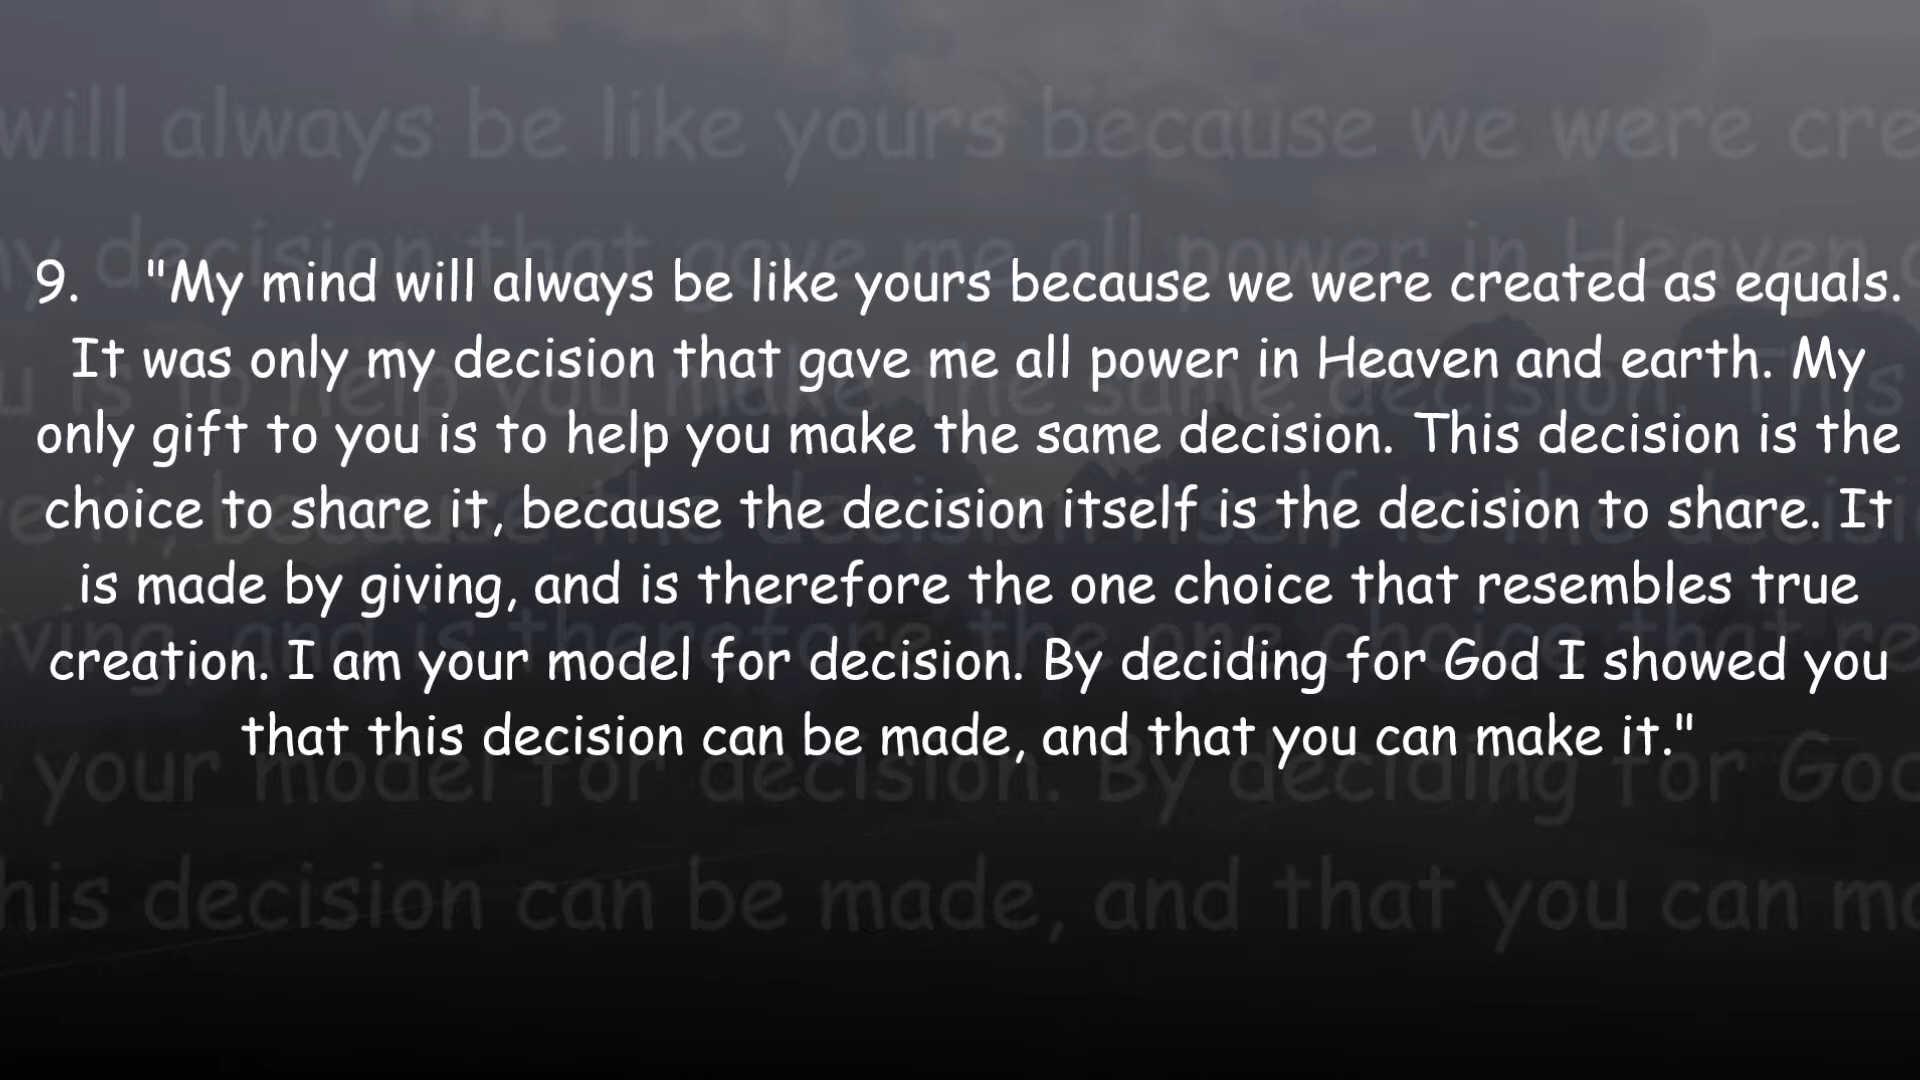 9. "My mind will always be like yours because we were created as equals.
It was only my decision that gave me all power in Heaven and earth. My
only gift to you is to help you make the same decision. This decision is the
choice to share it, because the decision itself is the decision to share. It
is made by giving, and is therefore the one choice that resembles true
creation. I am your model for decision. By deciding for God I showed you
that this decision can be made, and that you can make it."